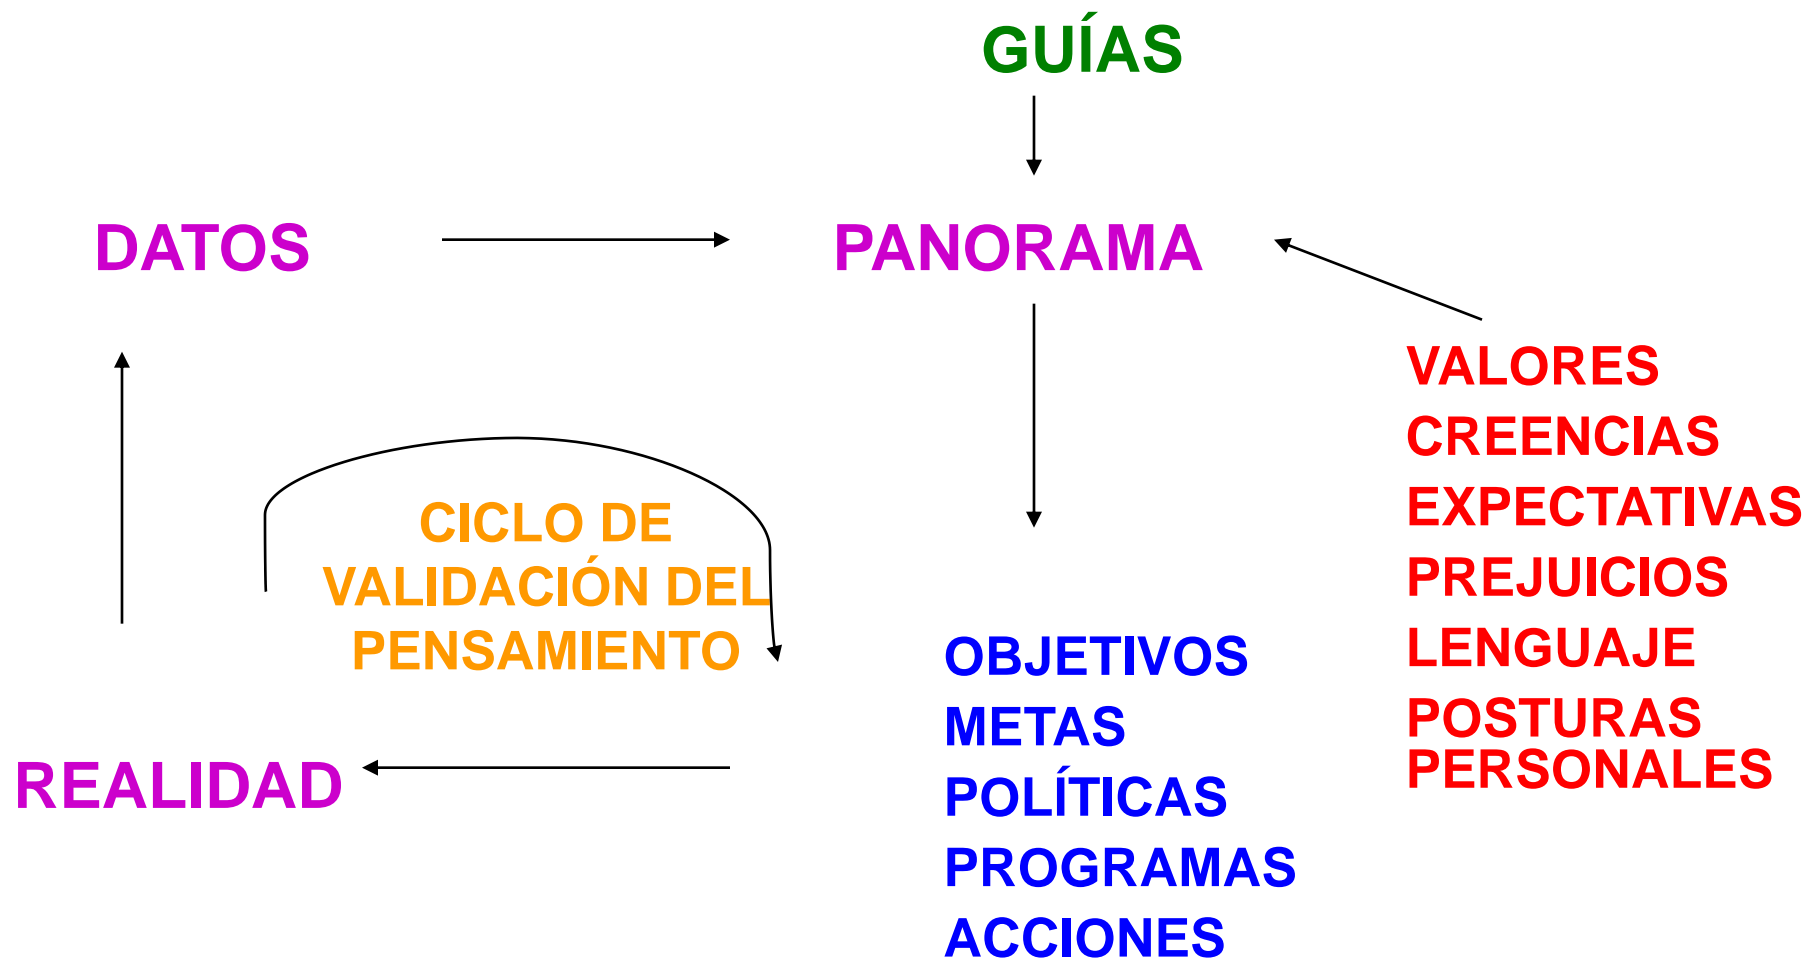 GUÍAS
DATOS
PANORAMA
VALORES
CREENCIAS
EXPECTATIVAS
PREJUICIOS
LENGUAJE
POSTURAS
PERSONALES
CICLO DE
VALIDACIÓN DEL
PENSAMIENTO
OBJETIVOS
METAS
POLÍTICAS
PROGRAMAS
ACCIONES
REALIDAD